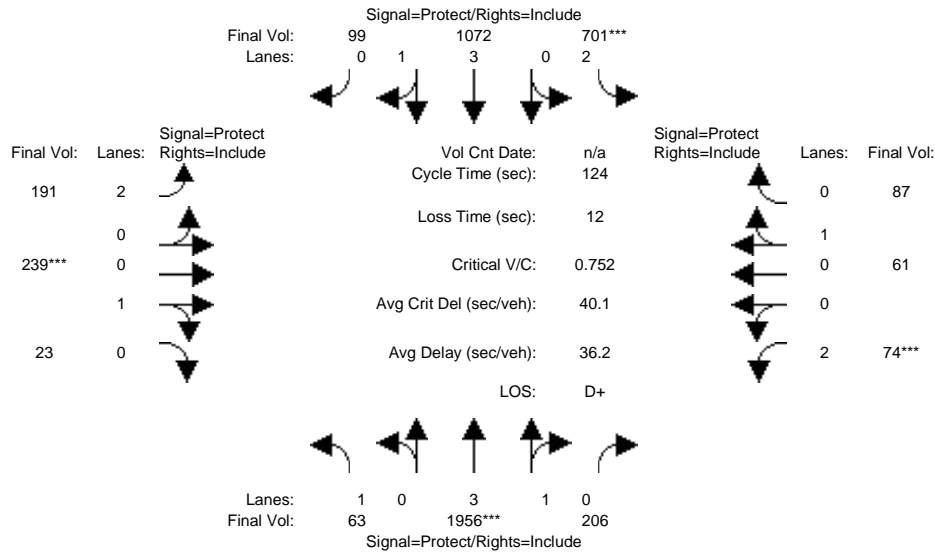 Signal=Protect/Rights=Include
Final Vol: 99 1072 701***
Lanes: 0 1 3 0 2
Signal=Protect Signal=Protect
Final Vol: Lanes: Rights=Include Vol Cnt Date: n/a Rights=Include Lanes: Final Vol:
Cycle Time (sec): 124
191 2 0 87
Loss Time (sec): 12
0 1
239*** 0 Critical V/C: 0.752 0 61
1 Avg Crit Del (sec/veh): 40.1 0
23 0 Avg Delay (sec/veh): 36.2 2 74***
LOS: D+
Lanes: 1 0 3 1 0
Final Vol: 63 1956*** 206
Signal=Protect/Rights=Include